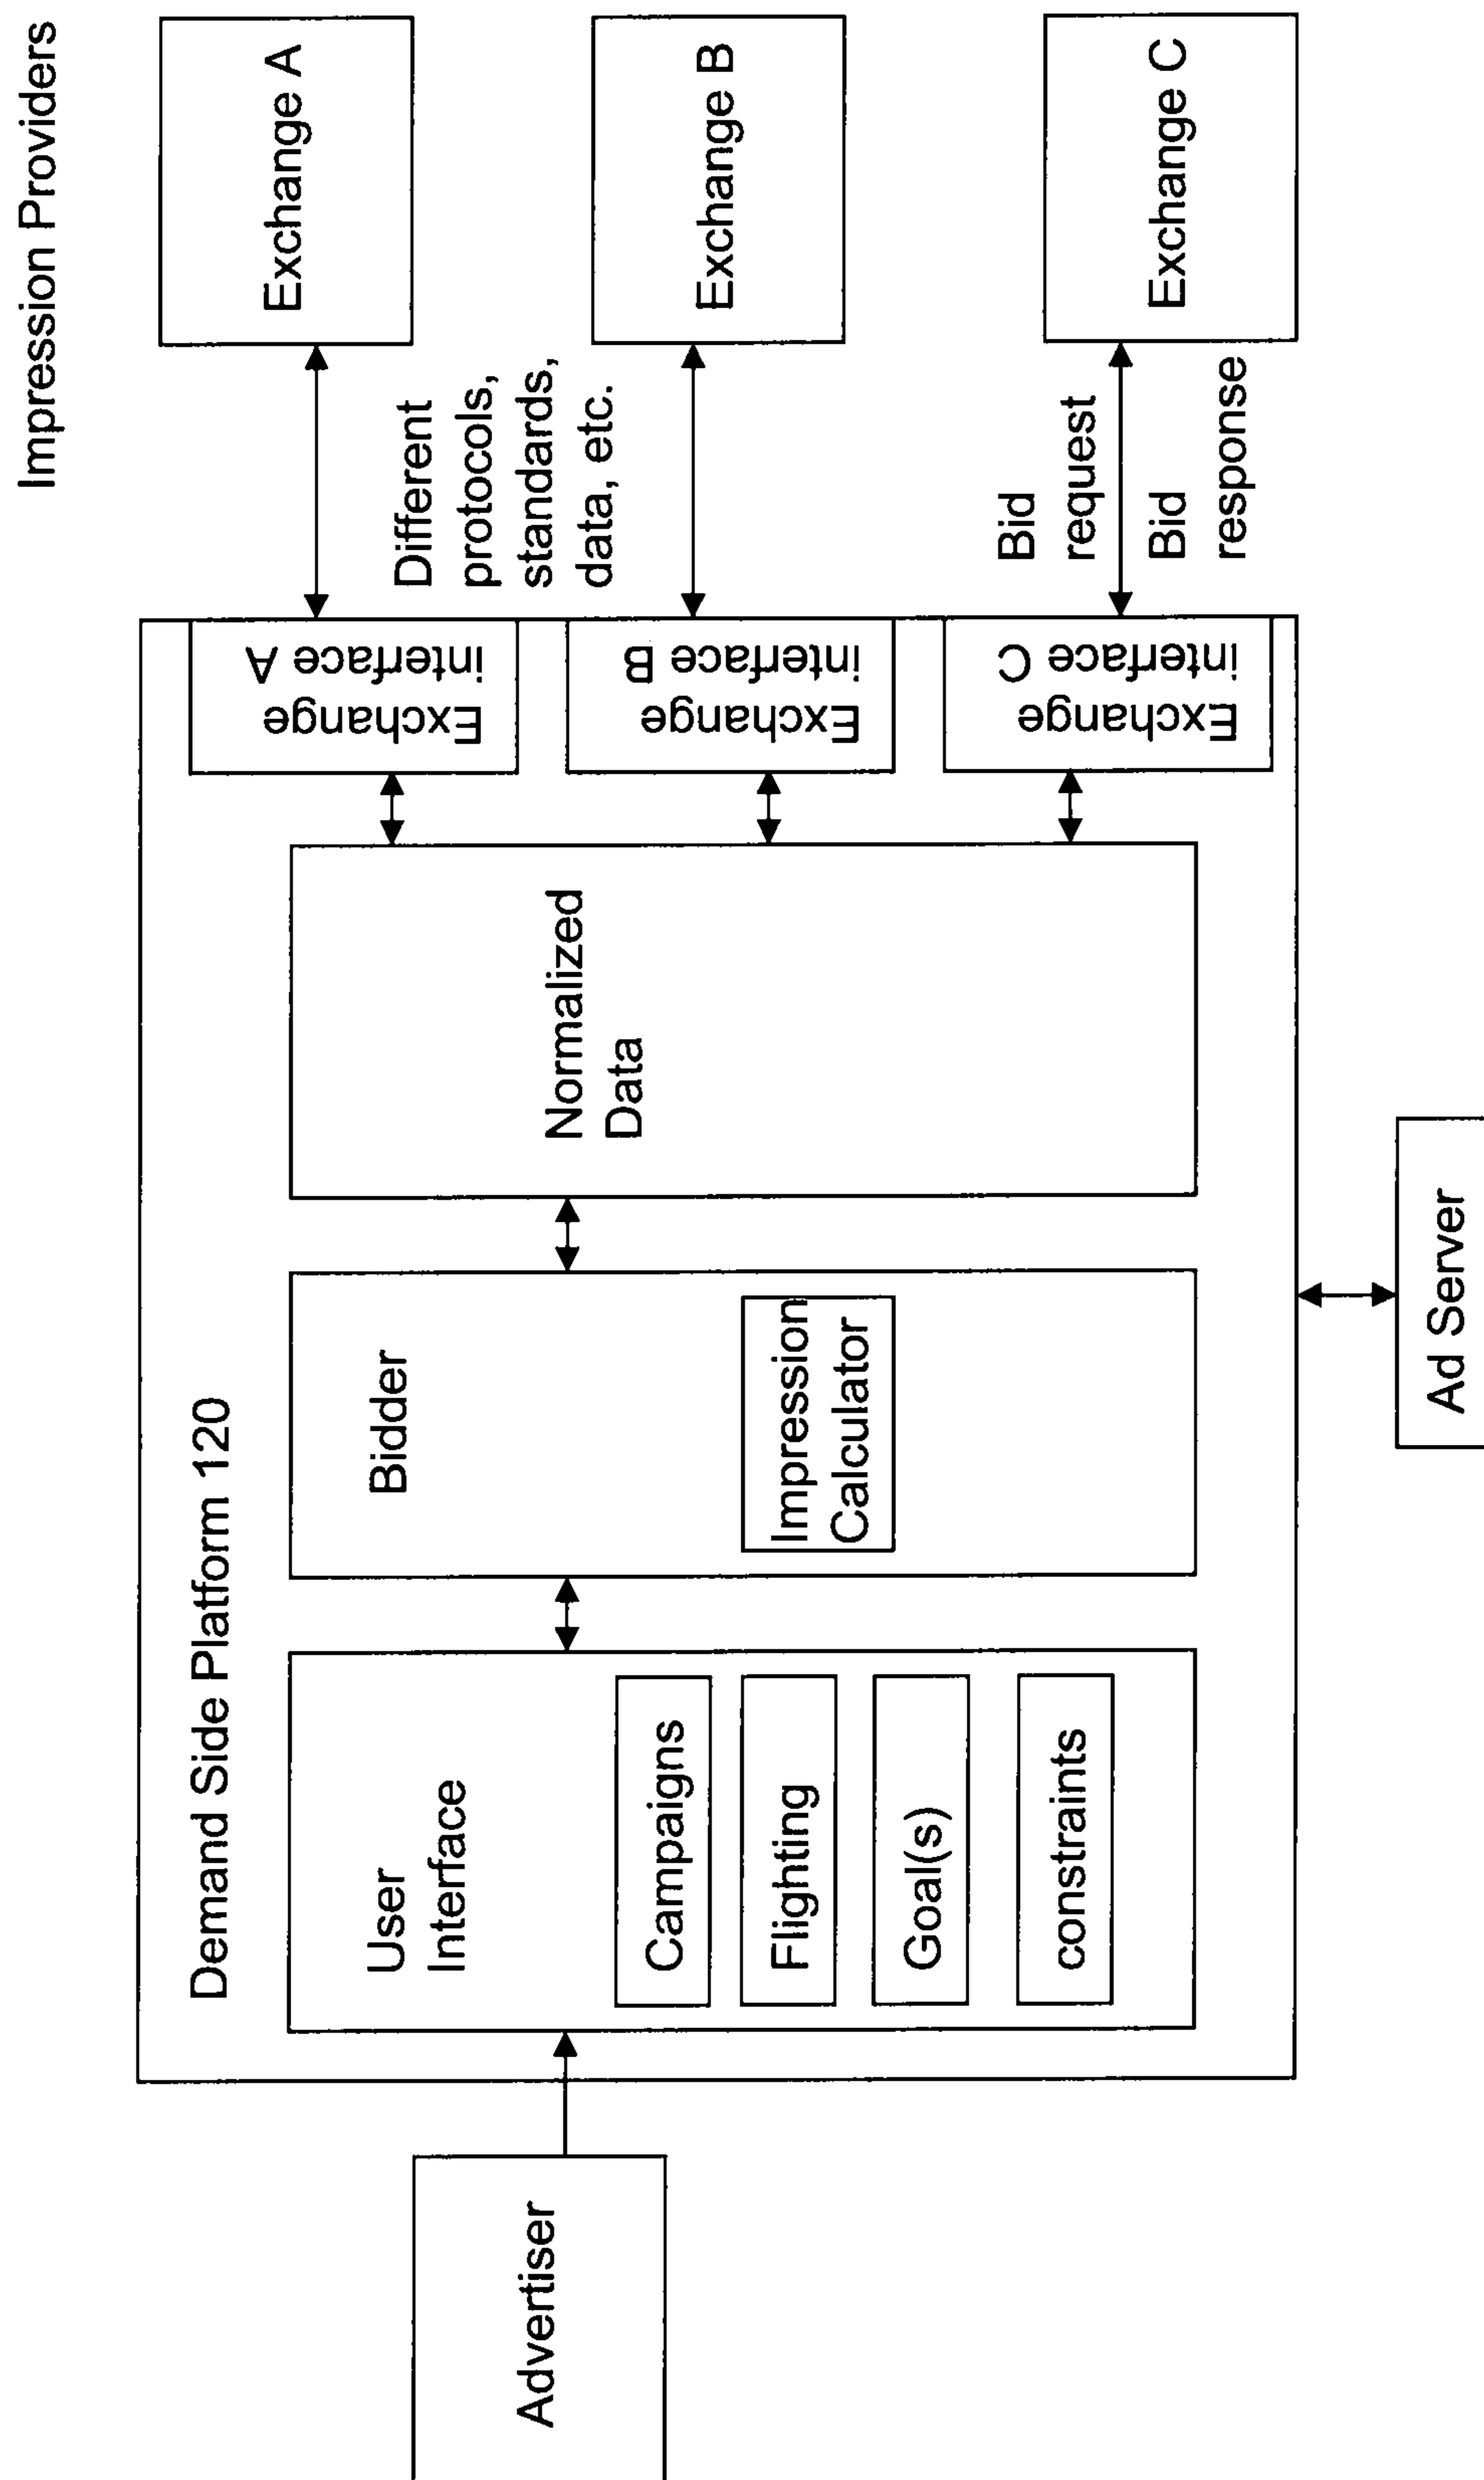 Impression Providers
Demand Side Platform 120
Advertiser
User
Interface
Campaigns
Flighting
Goal(s)
constraints
Bidder
Impression
Calculator
Normalized
Data
Exchange
interface A
Exchange
interface B
Exchange
interface C
Different
protocols,
standards,
data, etc.
Bid
request
Bid
response
Exchange A
Exchange B
Exchange C
Ad Server